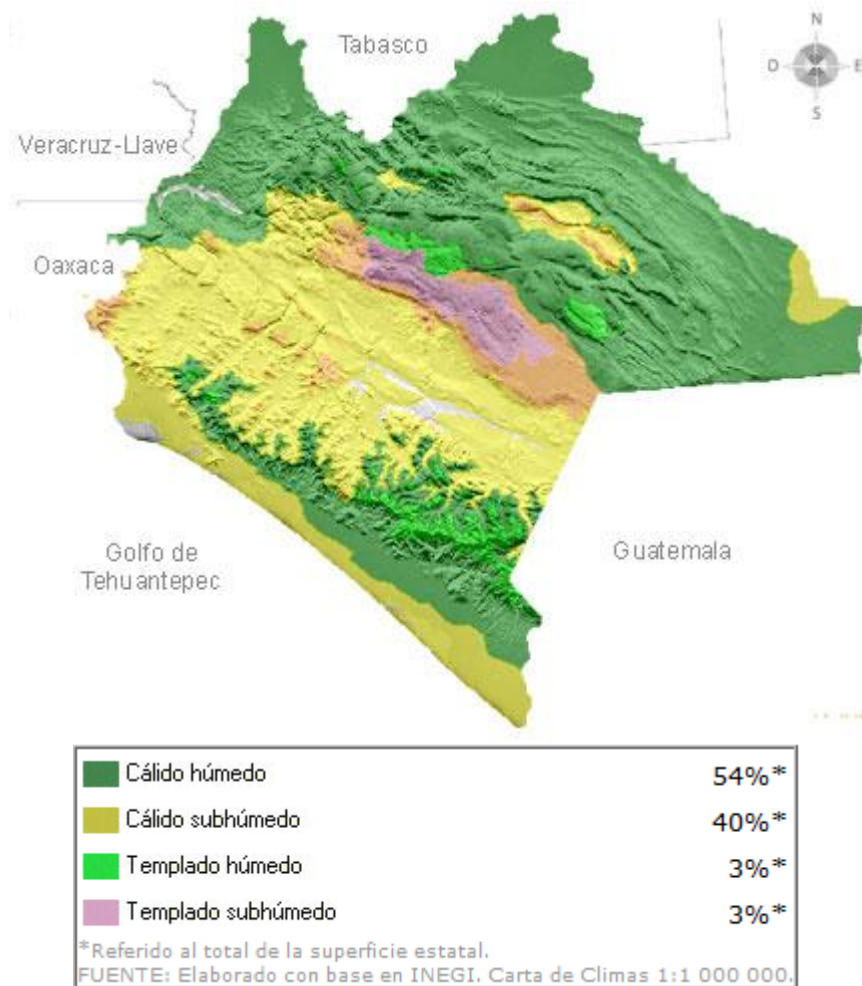 Tabasco
N
O E
S
Veracruz-Llave
Oaxaca
Golfo de
Tehuantepec
Guatemala
Cálido húmedo 54%*
Cálido subhúmedo 40%*
Templado húmedo 3%*
Templado subhúmedo 3%*
*Referido al total de la superficie estatal.
FUENTE: Elaborado con base en INEGI. Carta de Climas 1:1 000 000.